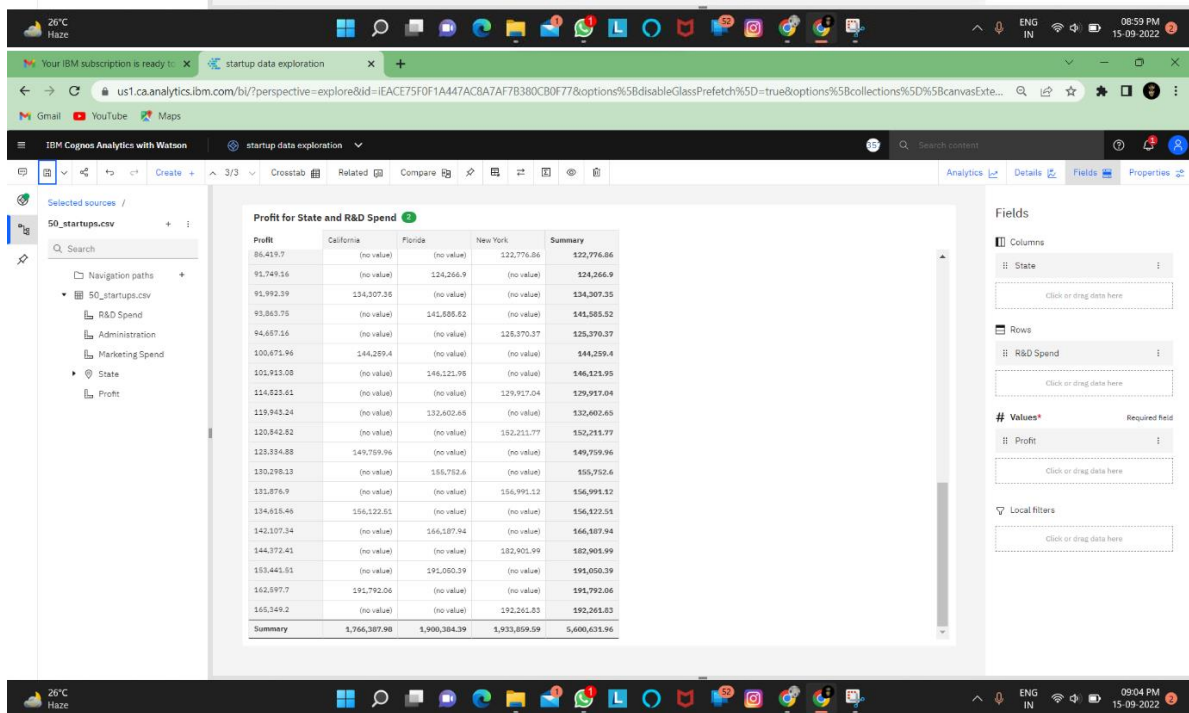 26°C
Haze
52
ENG
IN
08:59 PM
15-09-2022
2
Your IBM subscription is ready to
startup data exploration
us1.ca.analytics.ibm.com/bi/?perspective=explore&id=iEACE75F0F1A447AC8A7AF7B380CB0F77&options%5BdisableGlassPrefetch%5D=true&options%5Bcollections%5D%5BcanvasExte...
Gmail YouTube Maps
IBM Cognos Analytics with Watson startup data exploration Search content
Create + 3/3 Crosstab Related Compare Analytics Details Fields Properties
Selected sources /
50_startups.csv
Search
Navigation paths
50_startups.csv
R&D Spend
Administration
Marketing Spend
State
Profit
Profit for State and R&D Spend 2
Profit California Florida New York Summary
86,419.7 (no value) (no value) 122,776.86 122,776.86
91,749.16 (no value) 124,266.9 (no value) 124,266.9
91,992.39 134,307.35 (no value) (no value) 134,307.35
93,863.75 (no value) 141,585.52 (no value) 141,585.52
94,657.16 (no value) (no value) 125,370.37 125,370.37
100,671.96 144,259.4 (no value) (no value) 144,259.4
101,913.08 (no value) 146,121.95 (no value) 146,121.95
114,523.61 (no value) (no value) 129,917.04 129,917.04
119,943.24 (no value) 132,602.65 (no value) 132,602.65
120,542.52 (no value) (no value) 152,211.77 152,211.77
123,334.88 149,759.96 (no value) (no value) 149,759.96
130,298.13 (no value) 155,752.6 (no value) 155,752.6
131,876.9 (no value) (no value) 156,991.12 156,991.12
134,615.46 156,122.51 (no value) (no value) 156,122.51
142,107.34 (no value) 166,187.94 (no value) 166,187.94
144,372.41 (no value) (no value) 182,901.99 182,901.99
153,441.51 (no value) 191,050.39 (no value) 191,050.39
162,597.7 191,792.06 (no value) (no value) 191,792.06
165,349.2 (no value) (no value) 192,261.83 192,261.83
Summary 1,766,387.98 1,900,384.39 1,933,859.59 5,600,631.96
Fields
Columns
State
Click or drag data here
Rows
R&D Spend
Click or drag data here
# Values* Required field
Profit
Click or drag data here
Local filters
Click or drag data here
26°C
Haze
52
ENG
IN
09:04 PM
15-09-2022
2